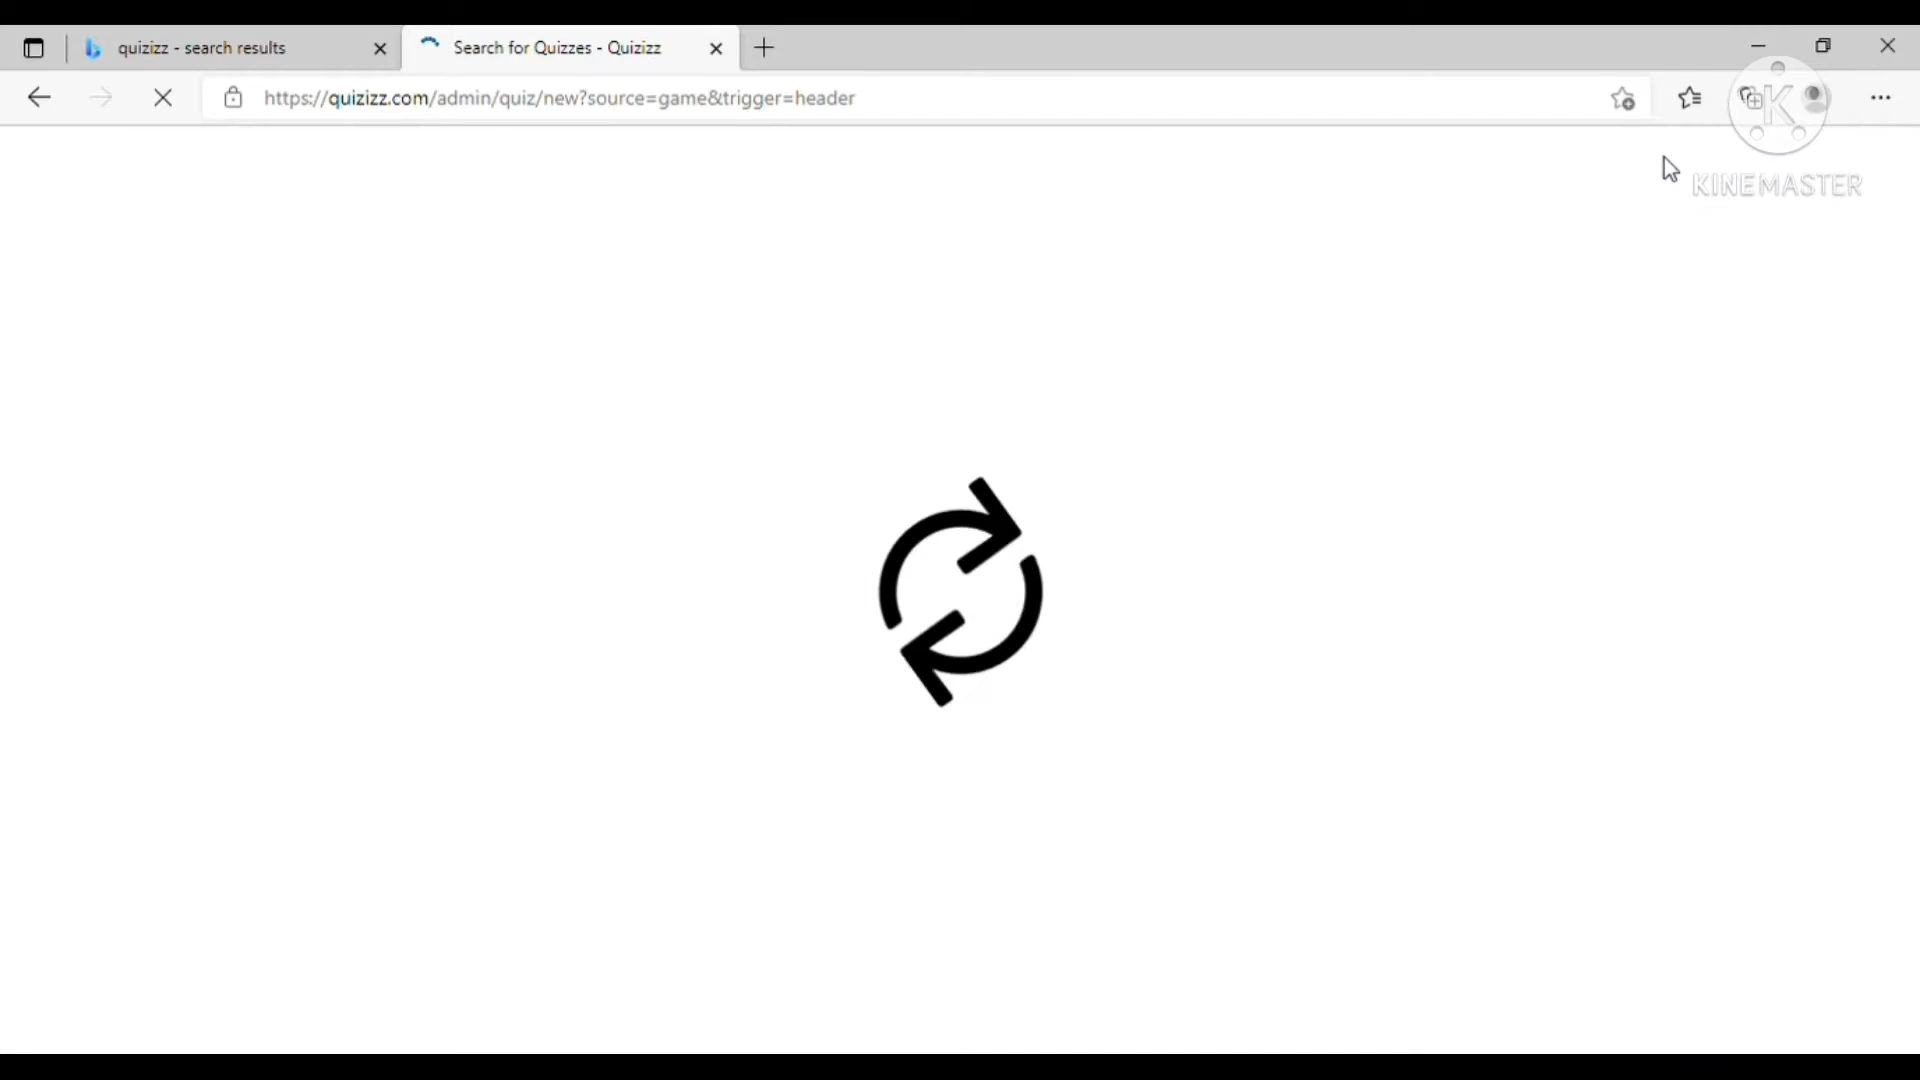 quizizz - search results
Search for Quizzes - Quizizz
https://quizizz.com/admin/quiz/new?source=game&trigger=header
K
KINEMASTER